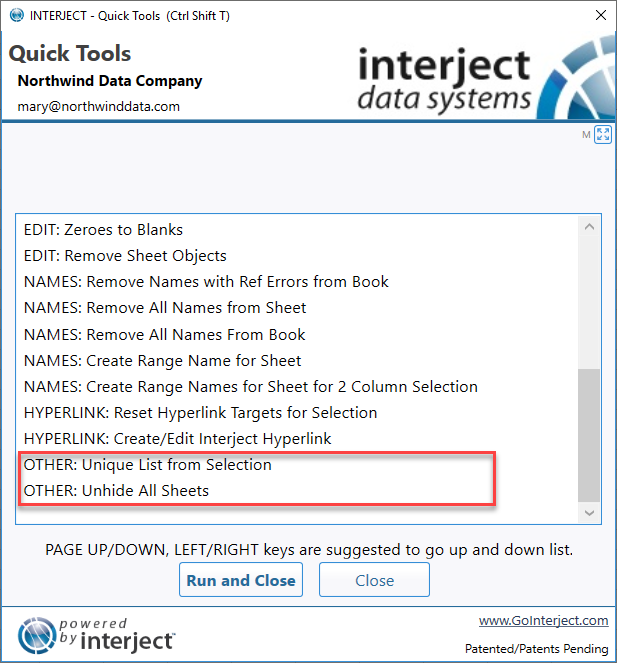 INTERJECT - Quick Tools  (Ctrl Shift T)
Quick Tools
Northwind Data Company
mary@northwinddata.com
interject
data systems
M
EDIT: Zeroes to Blanks
EDIT: Remove Sheet Objects
NAMES: Remove Names with Ref Errors from Book
NAMES: Remove All Names from Sheet
NAMES: Remove All Names From Book
NAMES: Create Range Name for Sheet
NAMES: Create Range Names for Sheet for 2 Column Selection
HYPERLINK: Reset Hyperlink Targets for Selection
HYPERLINK: Create/Edit Interject Hyperlink
OTHER: Unique List from Selection
OTHER: Unhide All Sheets
PAGE UP/DOWN, LEFT/RIGHT keys are suggested to go up and down list.
Run and Close
Close
powered
by interject™
www.GoInterject.com
Patented/Patents Pending